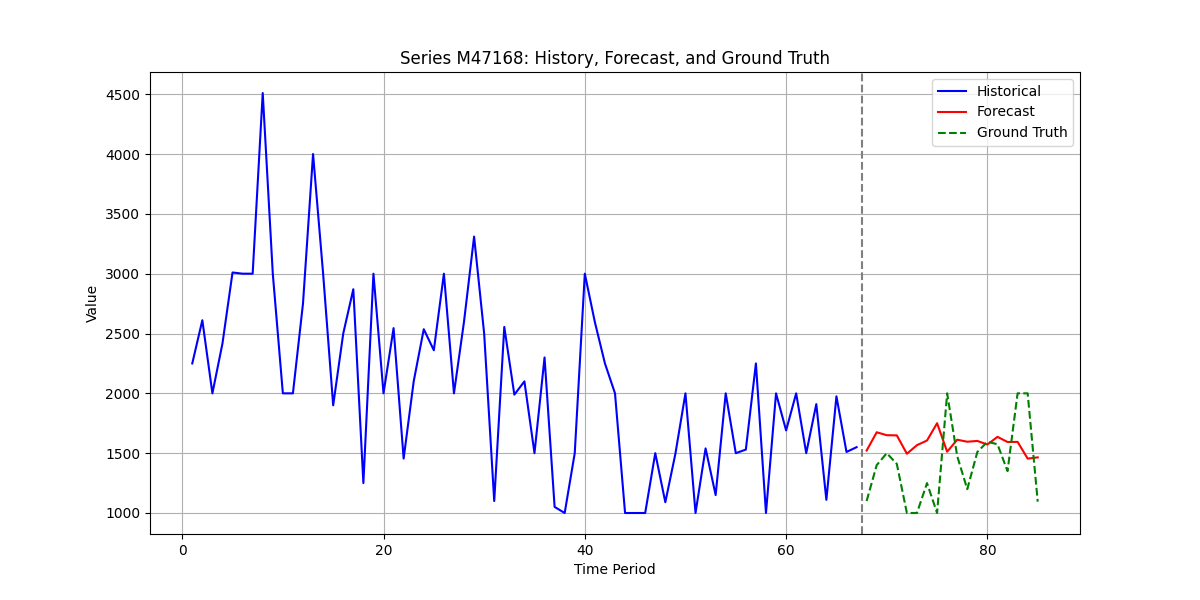 Series M47168: History, Forecast, and Ground Truth
Historical
Forecast
Ground Truth
4500
4000
3500
3000
2500
2000
1500
1000
Value
0 20 40 60 80
Time Period